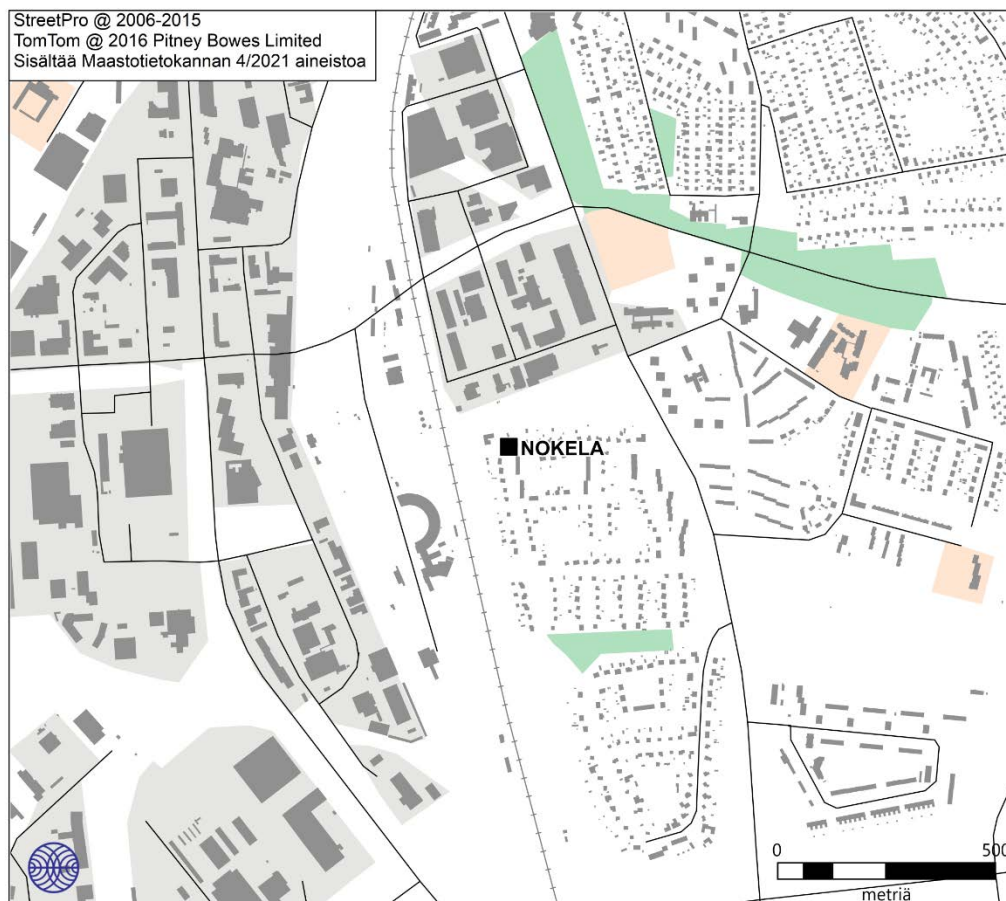 StreetPro @ 2006-2015
TomTom @ 2016 Pitney Bowes Limited
Sisältää Maastotietokannan 4/2021 aineistoa
NOKELA
0 500
metriä